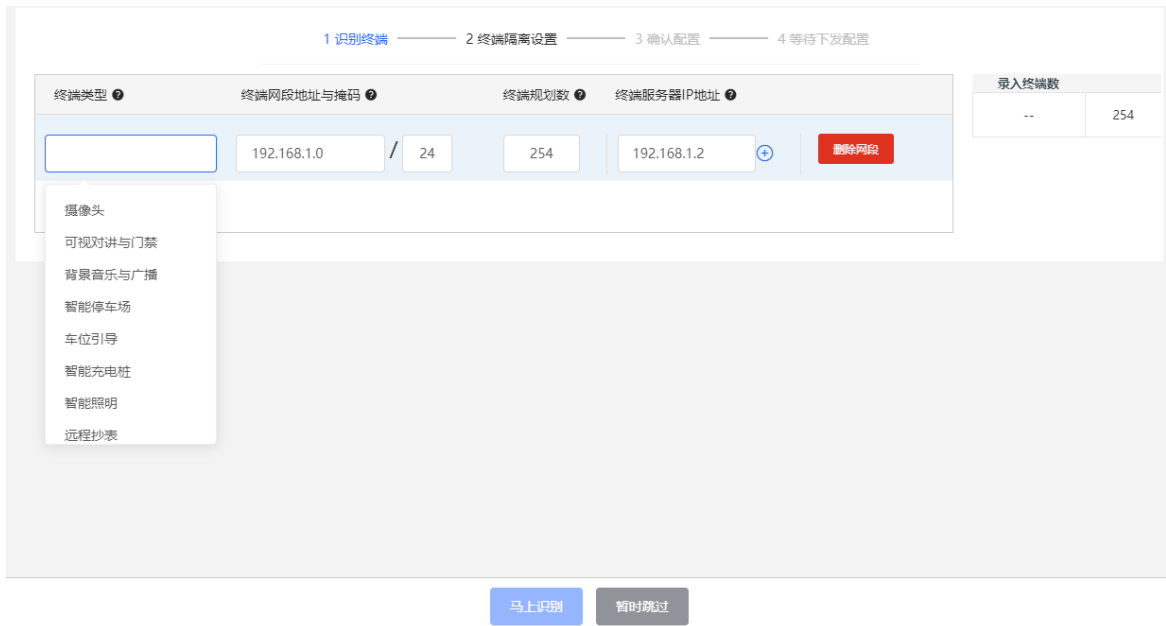 1 识别终端 2 终端隔离设置 3 确认配置 4 等待下发配置
终端类型 终端网段地址与掩码 终端规划数 终端服务器IP地址
192.168.1.0 / 24 254 192.168.1.2 删除网段
录入终端数
-- 254
摄像头
可视对讲与门禁
背景音乐与广播
智能停车场
车位引导
智能充电桩
智能照明
远程抄表
马上识别 暂时跳过